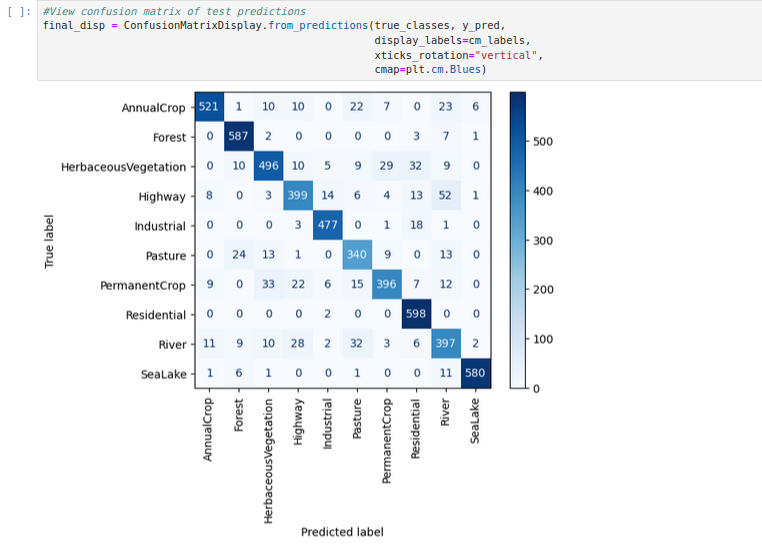 [ ]: #View confusion matrix of test predictions
final_disp = ConfusionMatrixDisplay.from_predictions(true_classes, y_pred,
display_labels=cm_labels,
xticks_rotation="vertical",
cmap=plt.cm.Blues)
AnnualCrop 521 1 10 10 0 22 7 0 23 6
Forest 0 587 2 0 0 0 0 3 7 1
HerbaceousVegetation 0 10 496 10 5 9 29 32 9 0
Highway 8 0 3 399 14 6 4 13 52 1
Industrial 0 0 0 3 477 0 1 18 1 0
Pasture 0 24 13 1 0 340 9 0 13 0
PermanentCrop 9 0 33 22 6 15 396 7 12 0
Residential 0 0 0 0 2 0 0 598 0 0
River 11 9 10 28 2 32 3 6 397 2
SeaLake 1 6 1 0 0 1 0 0 11 580
True label
AnnualCrop
Forest
HerbaceousVegetation
Highway
Industrial
Pasture
PermanentCrop
Residential
River
SeaLake
Predicted label
500
400
300
200
100
0